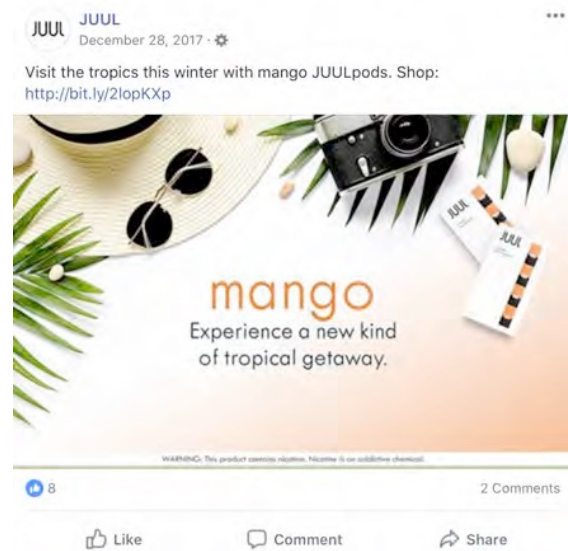 JUUL
JUUL
December 28, 2017
Visit the tropics this winter with mango JUULpods. Shop:
http://bit.ly/2lopKXp
JUUL
JUUL
mango
Experience a new kind
of tropical getaway.
WARNING: This product contains nicotine. Nicotine is an addictive chemical.
8
2 Comments
Like
Comment
Share